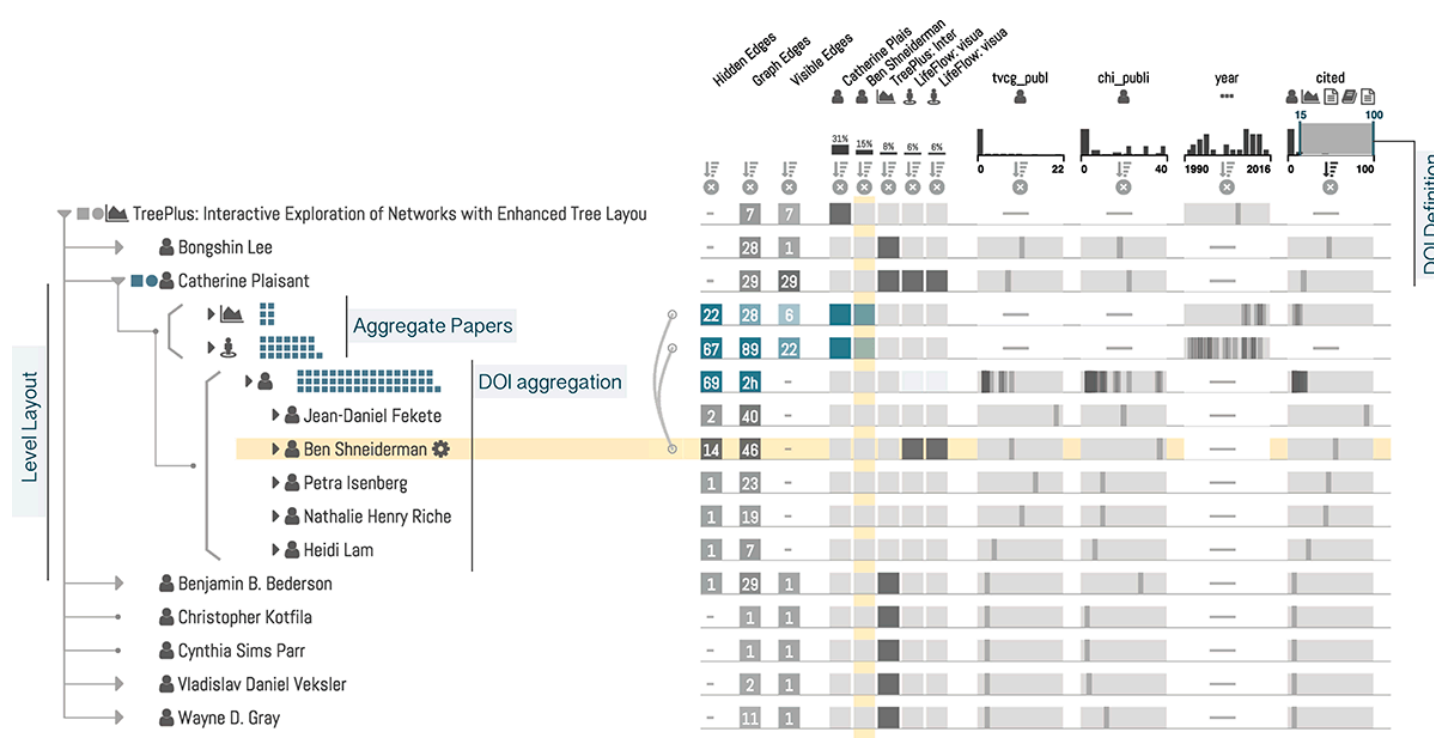 Hidden Edges
Graph Edges
Visible Edges
Catherine Plais
Ben Shneiderman
TreePlus: Inter
LifeFlow: visua
LifeFlow: visua
tvcg_publ
chi_publi
year
cited
15 100
31% 15% 8% 6% 6%
0 22
0 40
1990 2016
0 100
DOI Definition
TreePlus: Interactive Exploration of Networks with Enhanced Tree Layou - 7 7
Bongshin Lee - 28 1
Catherine Plaisant - 29 29
Aggregate Papers
22 28 6
67 89 22
Level Layout
DOI aggregation
69 2h -
Jean-Daniel Fekete 2 40 -
Ben Shneiderman 14 46 -
Petra Isenberg 1 23 -
Nathalie Henry Riche 1 19 -
Heidi Lam 1 7 -
Benjamin B. Bederson 1 29 1
Christopher Kotfila - 1 1
Cynthia Sims Parr - 1 1
Vladislav Daniel Veksler - 2 1
Wayne D. Gray - 11 1